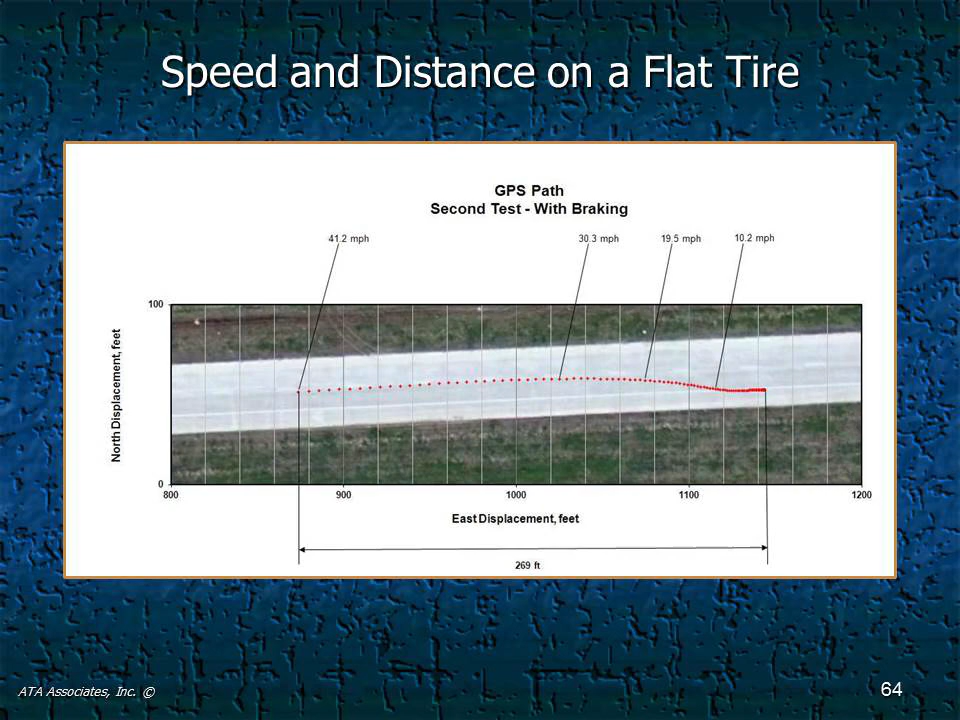 Speed and Distance on a Flat Tire
GPS Path
Second Test - With Braking
41.2 mph
30.3 mph
19.5 mph
10.2 mph
100
North Displacement, feet
0
800
900
1000
1100
1200
East Displacement, feet
269 ft
ATA Associates, Inc. ©
64